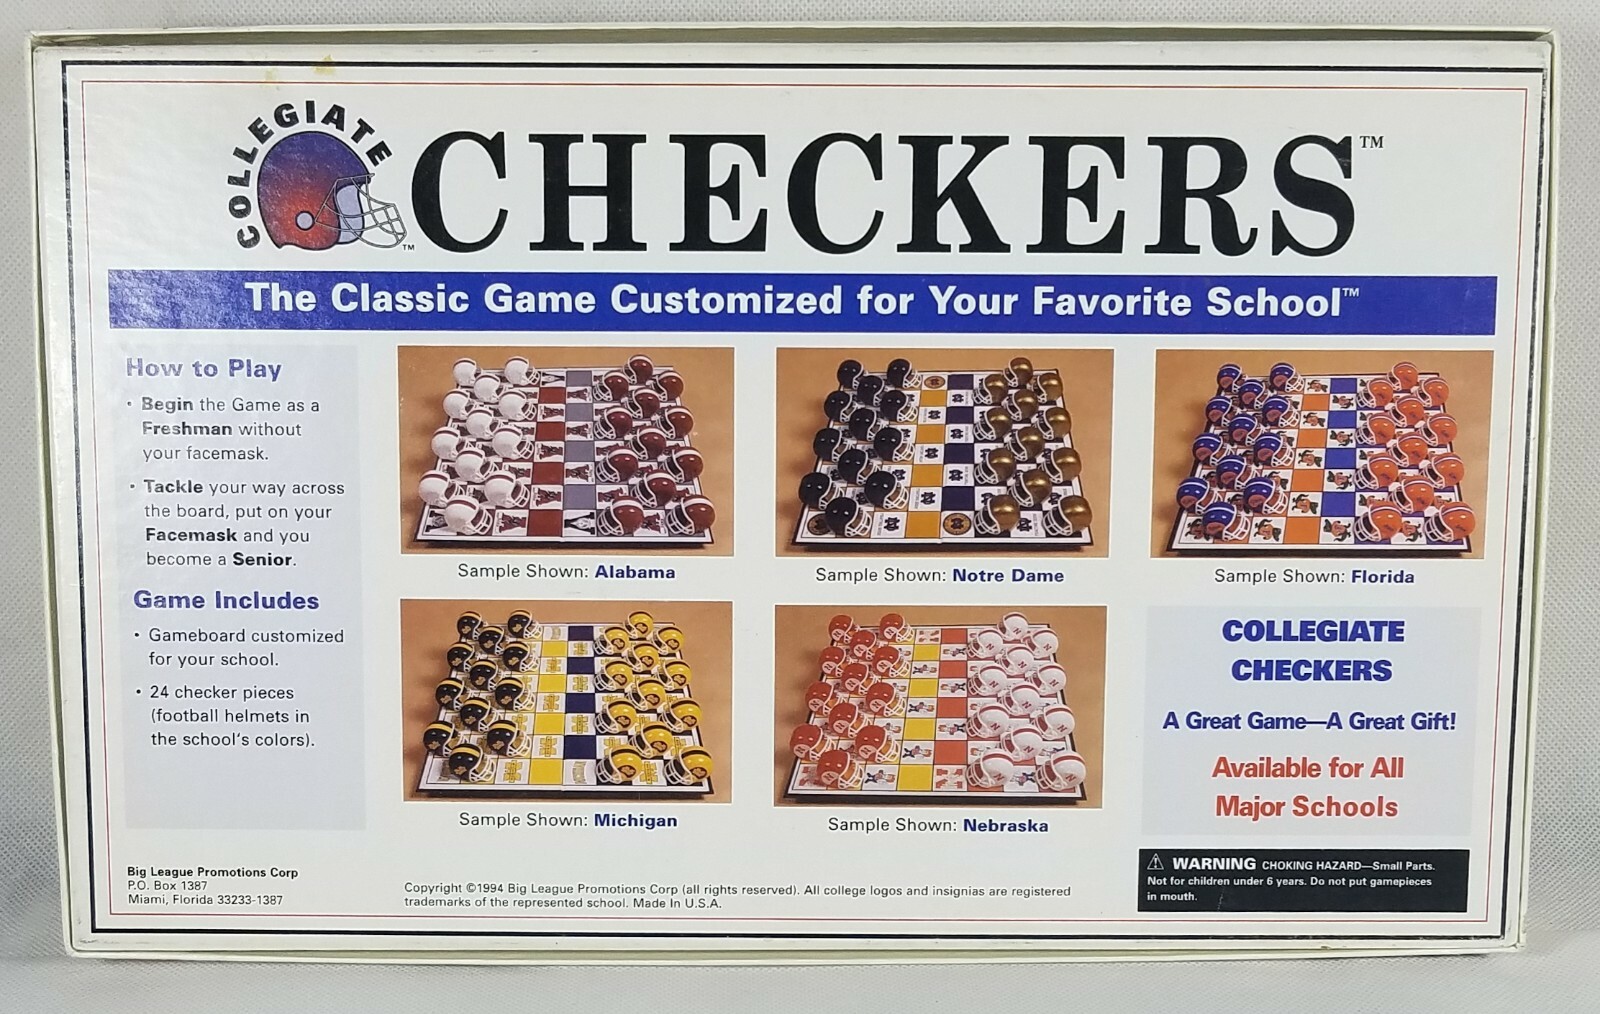 COLLEGIATE
CHECKERS™
™
The Classic Game Customized for Your Favorite School™
How to Play
• Begin the Game as a
Freshman without
your facemask.
• Tackle your way across
the board, put on your
Facemask and you
become a Senior.
Game Includes
• Gameboard customized
for your school.
• 24 checker pieces
(football helmets in
the school's colors).
Sample Shown: Alabama
Sample Shown: Notre Dame
Sample Shown: Florida
Sample Shown: Michigan
Sample Shown: Nebraska
COLLEGIATE
CHECKERS
A Great Game—A Great Gift!
Available for All
Major Schools
⚠ WARNING CHOKING HAZARD—Small Parts.
Not for children under 6 years. Do not put gamepieces
in mouth.
Big League Promotions Corp
P.O. Box 1387
Miami, Florida 33233-1387
Copyright ©1994 Big League Promotions Corp (all rights reserved). All college logos and insignias are registered
trademarks of the represented school. Made In U.S.A.